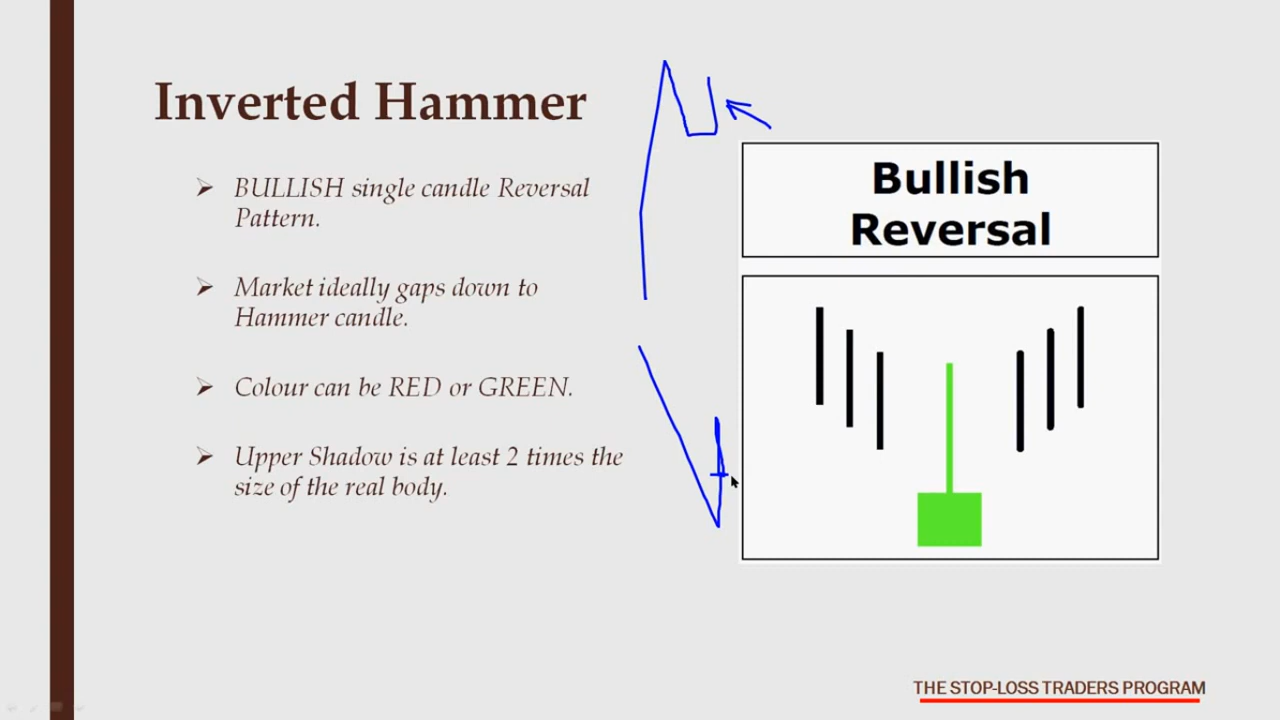 Inverted Hammer
BULLISH single candle Reversal
Pattern.
Market ideally gaps down to
Hammer candle.
Colour can be RED or GREEN.
Upper Shadow is at least 2 times the
size of the real body.
Bullish
Reversal
THE STOP-LOSS TRADERS PROGRAM